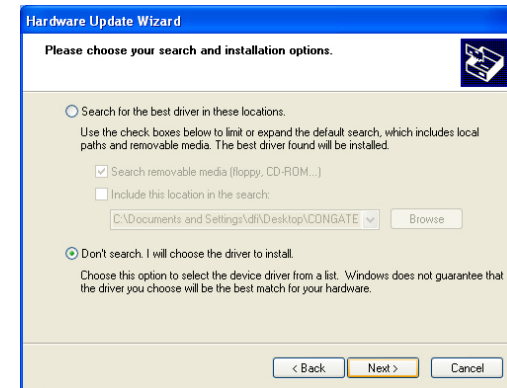 Hardware Update Wizard
Please choose your search and installation options.
Search for the best driver in these locations.
Use the check boxes below to limit or expand the default search, which includes local
paths and removable media. The best driver found will be installed.
Search removable media (floppy, CD-ROM...)
Include this location in the search:
C:\Documents and Settings\dfi\Desktop\CONGATE
Browse
Don't search. I will choose the driver to install.
Choose this option to select the device driver from a list. Windows does not guarantee that
the driver you choose will be the best match for your hardware.
< Back Next > Cancel